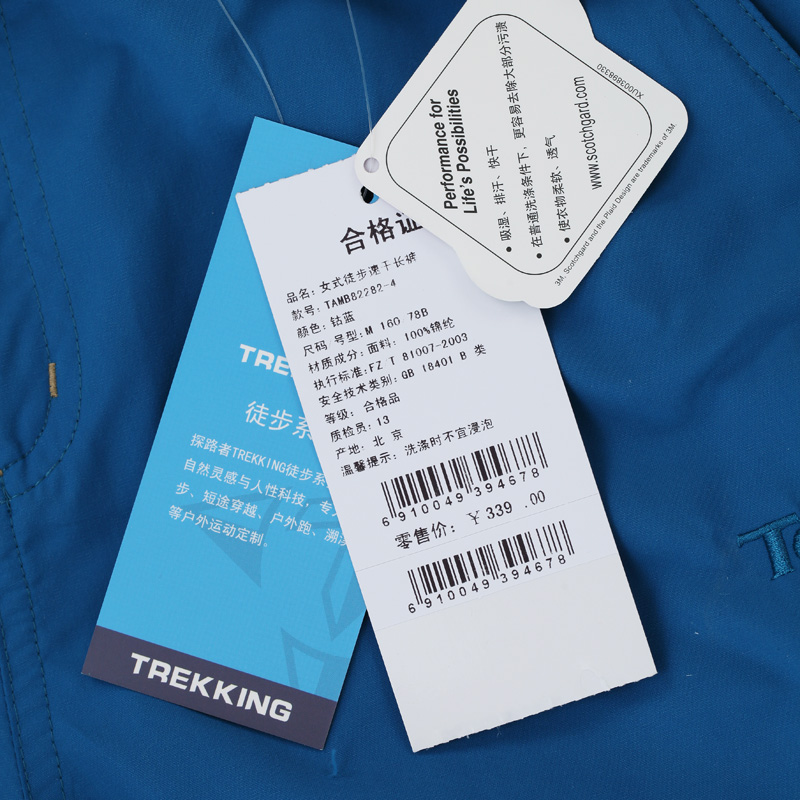 TRE
徒步系
探路者TREKKING徒步系
自然灵感与人性科技，专
步、短途穿越、户外跑、溯
等户外运动定制。
TREKKING
合格证
品名：女式徒步速干长裤
款号：TAMB82282-4
颜色：钴蓝
尺码 号型：M 160 78B
材质成分：面料：100%锦纶
执行标准：FZ T 81007-2003
安全技术类别：GB 18401 B 类
等级：合格品
质检员：13
产地：北 京
温馨提示：洗涤时不宜浸泡
6 910049 394678
零售价：￥339 .00
6 910049 394678
Performance for
Life's Possibilities
• 吸湿、排汗、快干
• 在普通洗涤条件下，更容易去除大部分污渍
• 使衣物柔软、透气
www.scotchgard.com
XU003898330
3M, Scotchgard and the Plaid Design are trademarks of 3M.